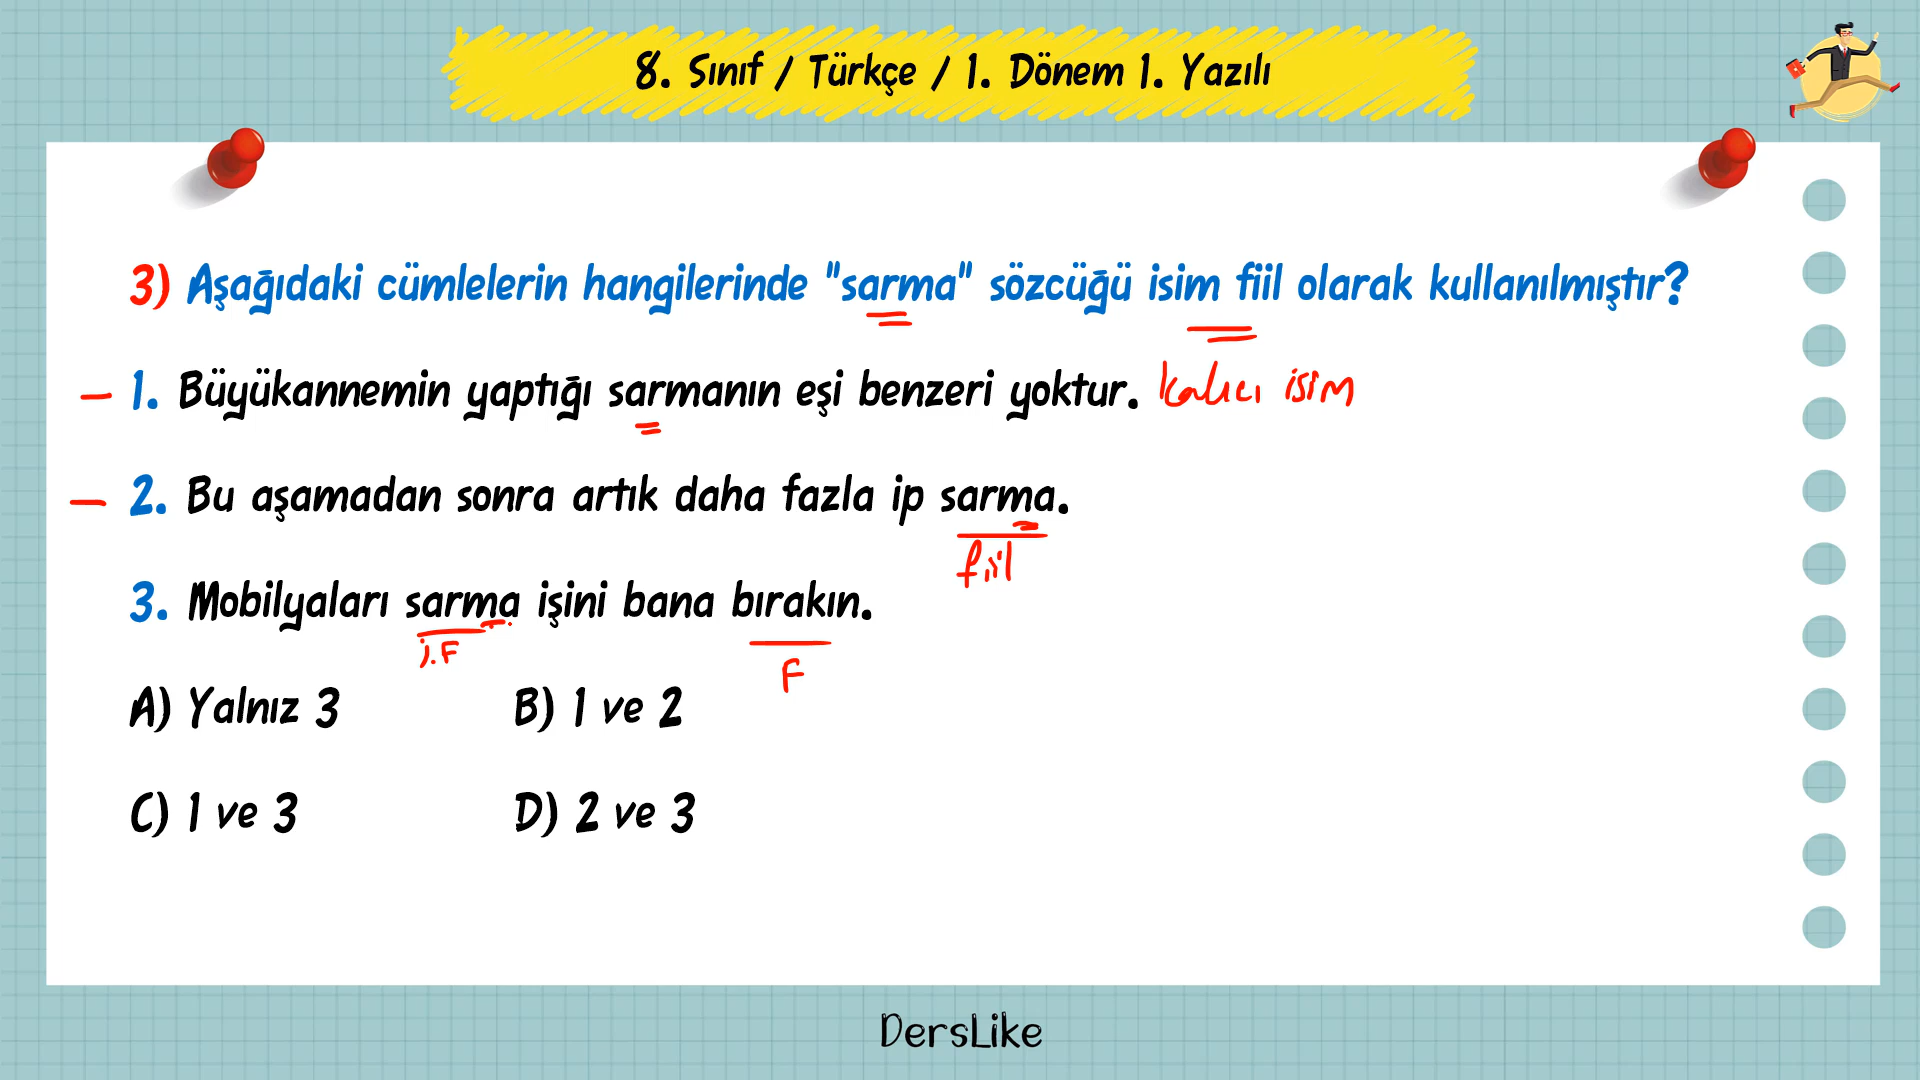 8. Sınıf / Türkçe / 1. Dönem 1. Yazılı
3) Aşağıdaki cümlelerin hangilerinde "sarma" sözcüğü isim fiil olarak kullanılmıştır?
1. Büyükannemin yaptığı sarmanın eşi benzeri yoktur. kalıcı isim
2. Bu aşamadan sonra artık daha fazla ip sarma.
fiil
3. Mobilyaları sarma işini bana bırakın.
i.F
F
A) Yalnız 3 B) 1 ve 2
C) 1 ve 3 D) 2 ve 3
DersLike